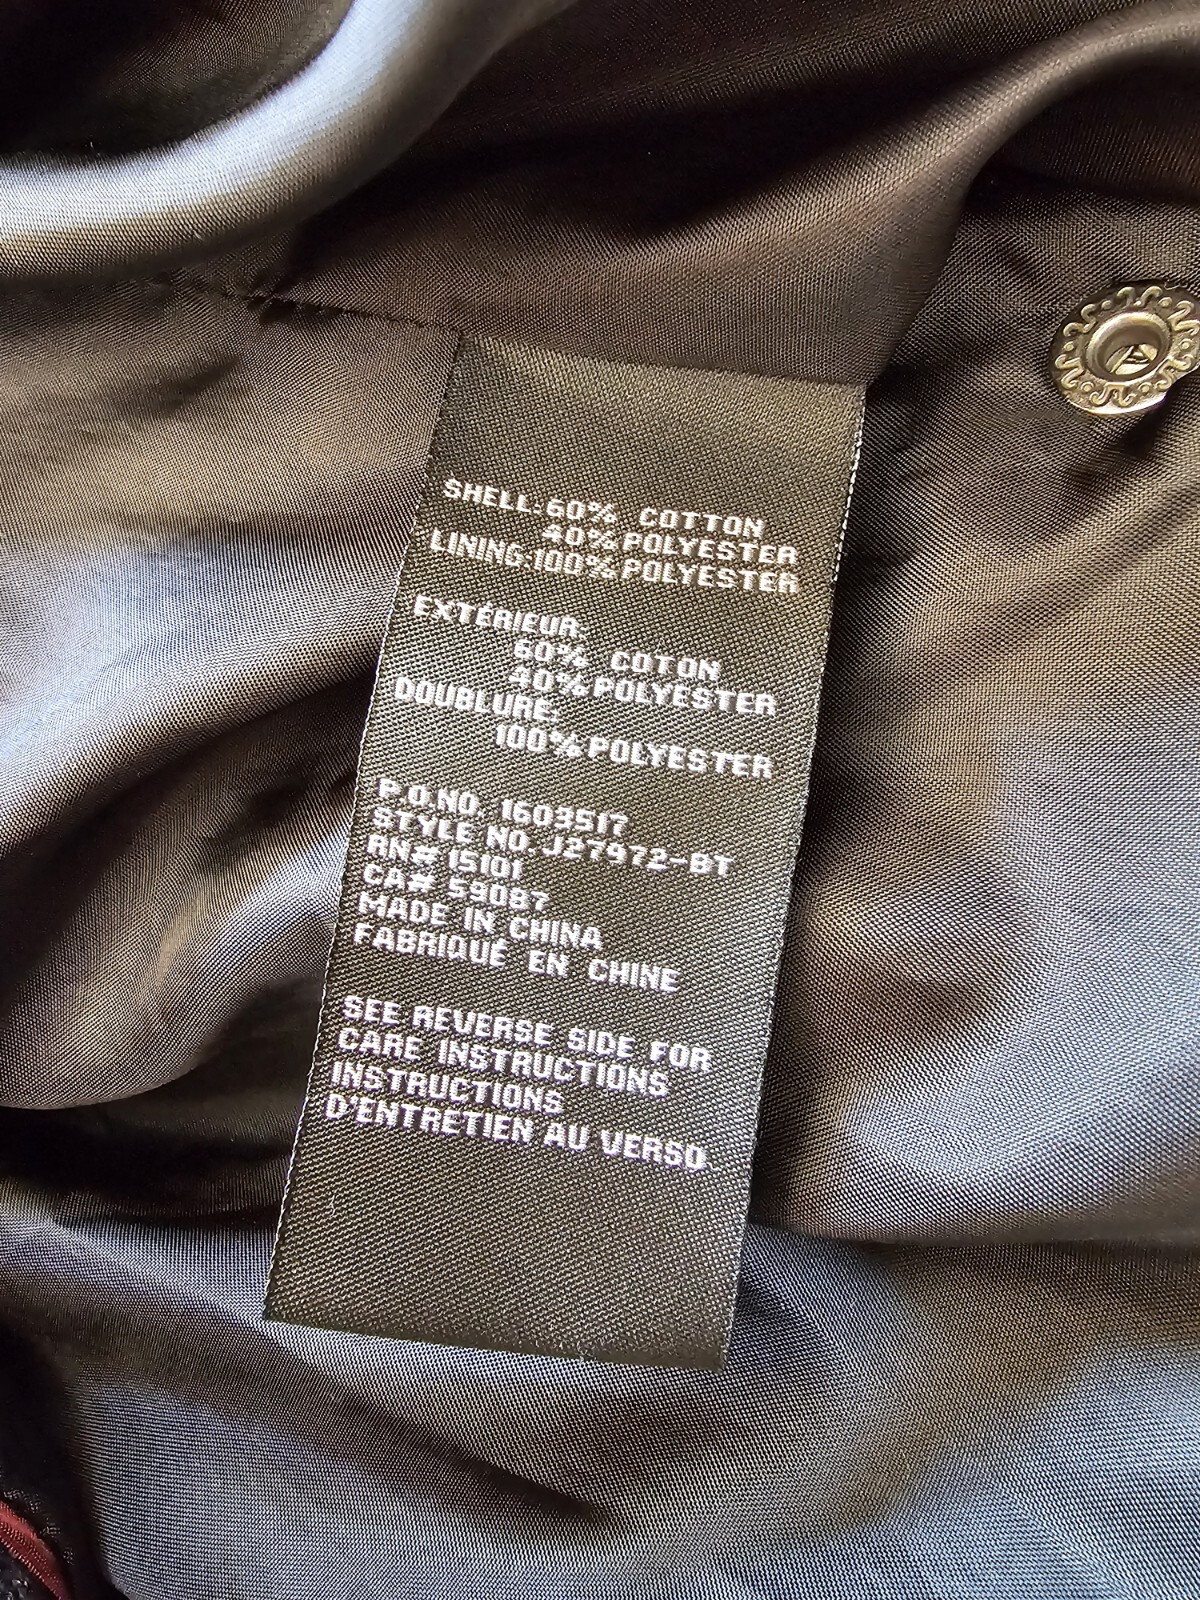 SHELL:60% COTTON
40% POLYESTER
LINING:100% POLYESTER
EXTÉRIEUR:
60% COTON
40% POLYESTER
DOUBLURE:
100% POLYESTER
P.O.NO. 1603517
STYLE NO. J27972-BT
RN# 15101
CA# 59087
MADE IN CHINA
FABRIQUÉ EN CHINE
SEE REVERSE SIDE FOR
CARE INSTRUCTIONS
INSTRUCTIONS
D'ENTRETIEN AU VERSO